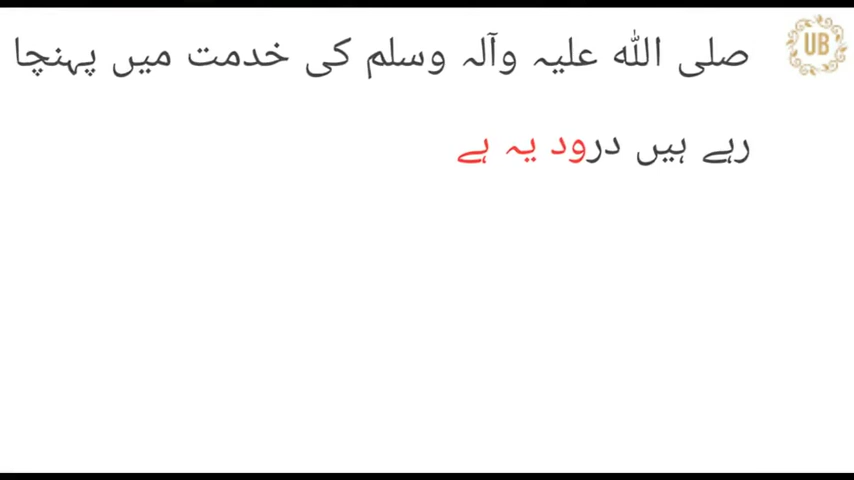 صلی اللہ علیہ وآلہ وسلم کی خدمت میں پہنچا
رہے ہیں درود یہ ہے
UB